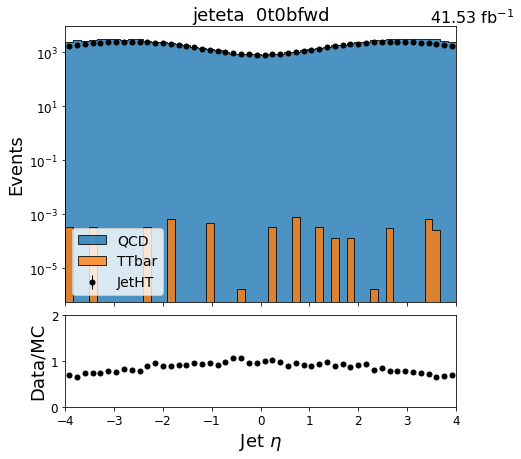 jeteta 0t0bfwd
41.53 fb⁻¹
Events
10³
10¹
10⁻¹
10⁻³
10⁻⁵
QCD
TTbar
JetHT
Data/MC
2
1
0
−4 −3 −2 −1 0 1 2 3 4
Jet η